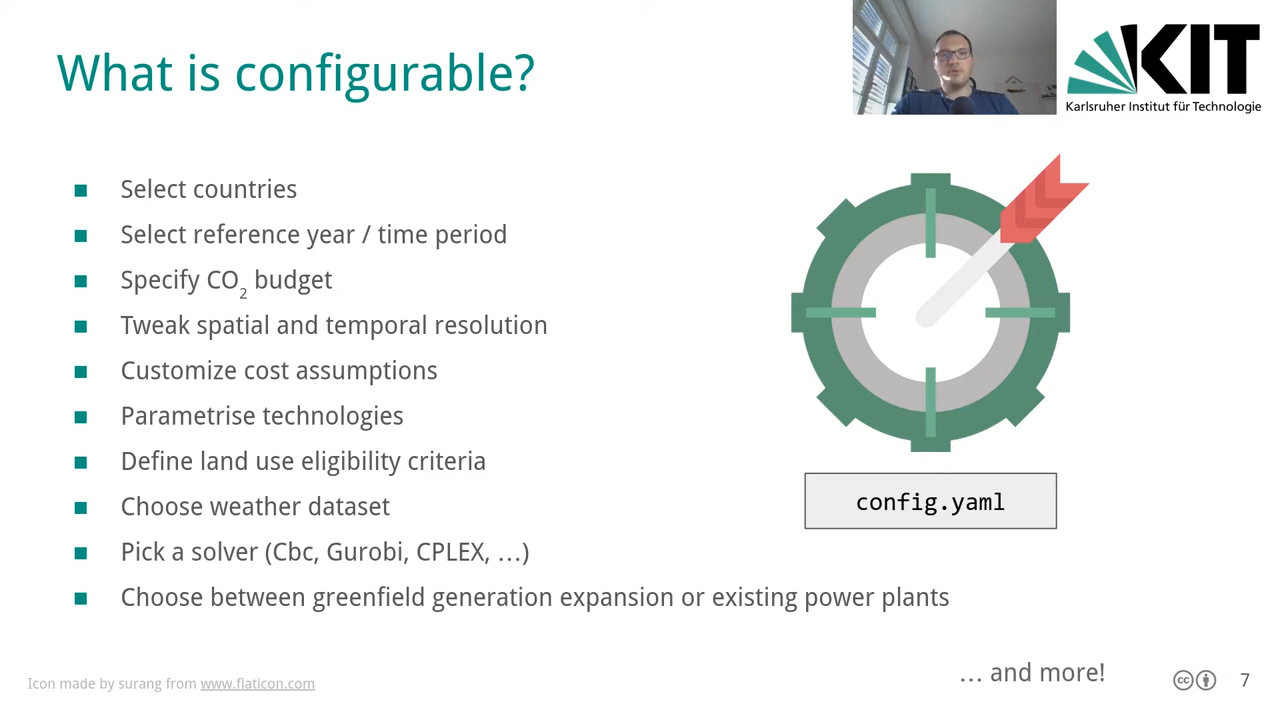 What is configurable?
KIT
Karlsruher Institut für Technologie
Select countries
Select reference year / time period
Specify CO2 budget
Tweak spatial and temporal resolution
Customize cost assumptions
Parametrise technologies
Define land use eligibility criteria
Choose weather dataset
Pick a solver (Cbc, Gurobi, CPLEX, …)
Choose between greenfield generation expansion or existing power plants
config.yaml
… and more!
Icon made by surang from www.flaticon.com
cc
7